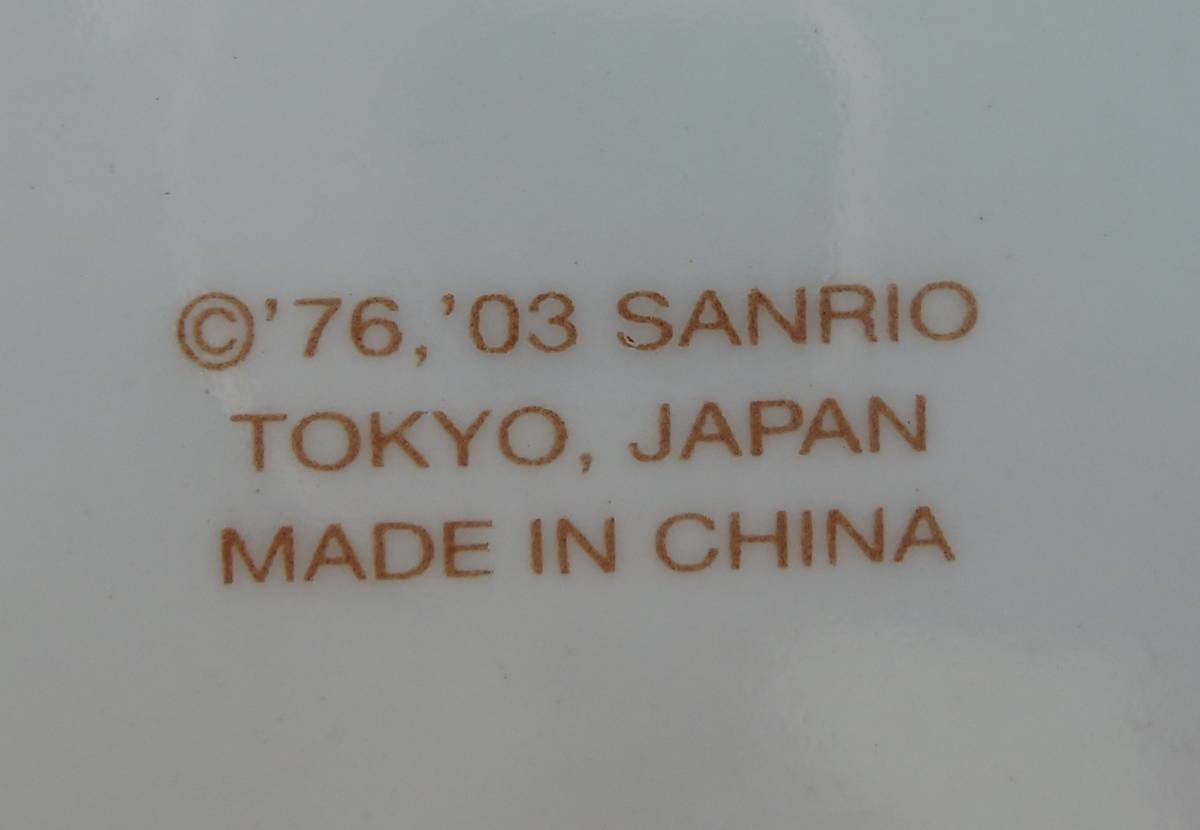 ©'76,'03 SANRIO
TOKYO, JAPAN
MADE IN CHINA